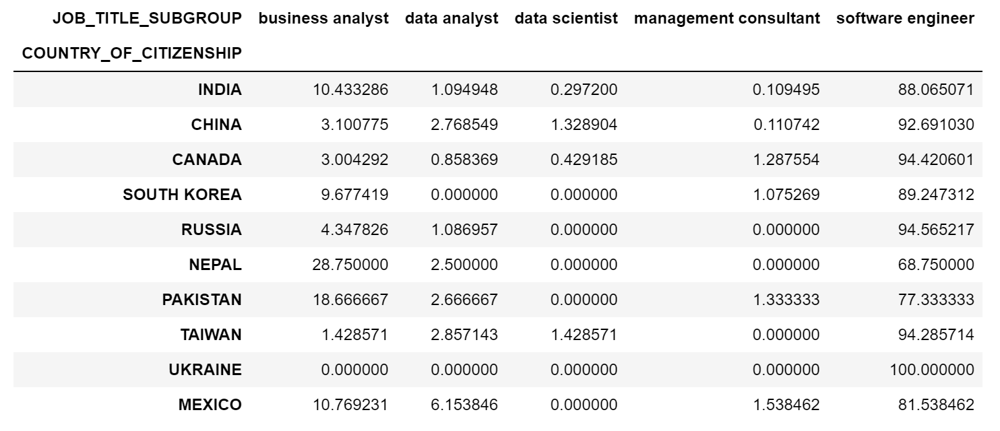 JOB_TITLE_SUBGROUP business analyst data analyst data scientist management consultant software engineer
COUNTRY_OF_CITIZENSHIP
INDIA 10.433286 1.094948 0.297200 0.109495 88.065071
CHINA 3.100775 2.768549 1.328904 0.110742 92.691030
CANADA 3.004292 0.858369 0.429185 1.287554 94.420601
SOUTH KOREA 9.677419 0.000000 0.000000 1.075269 89.247312
RUSSIA 4.347826 1.086957 0.000000 0.000000 94.565217
NEPAL 28.750000 2.500000 0.000000 0.000000 68.750000
PAKISTAN 18.666667 2.666667 0.000000 1.333333 77.333333
TAIWAN 1.428571 2.857143 1.428571 0.000000 94.285714
UKRAINE 0.000000 0.000000 0.000000 0.000000 100.000000
MEXICO 10.769231 6.153846 0.000000 1.538462 81.538462